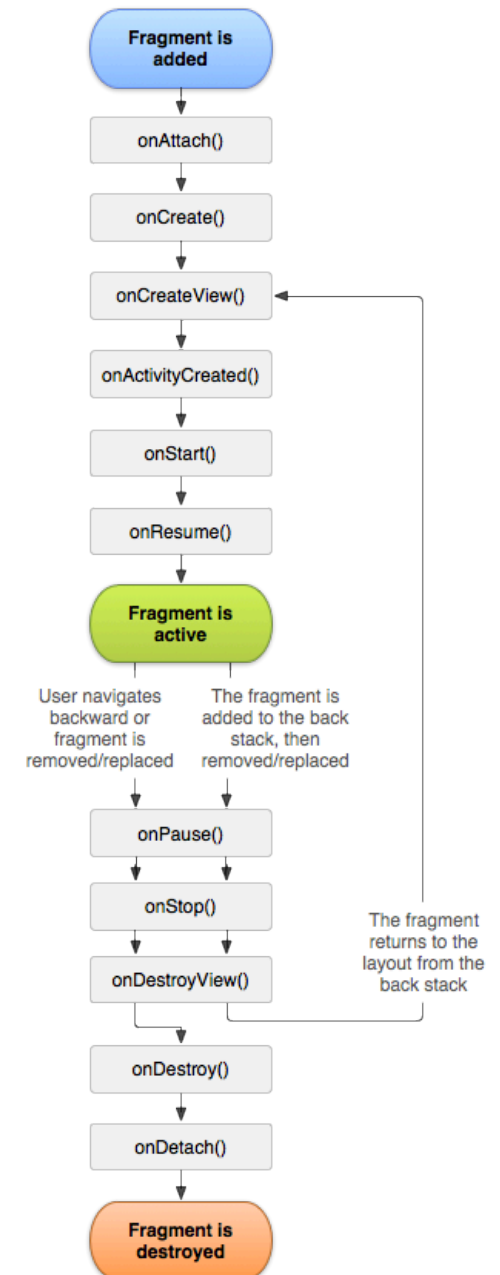 Fragment is
added
onAttach()
onCreate()
onCreateView()
onActivityCreated()
onStart()
onResume()
Fragment is
active
User navigates
backward or
fragment is
removed/replaced
The fragment is
added to the back
stack, then
removed/replaced
onPause()
onStop()
onDestroyView()
The fragment
returns to the
layout from the
back stack
onDestroy()
onDetach()
Fragment is
destroyed